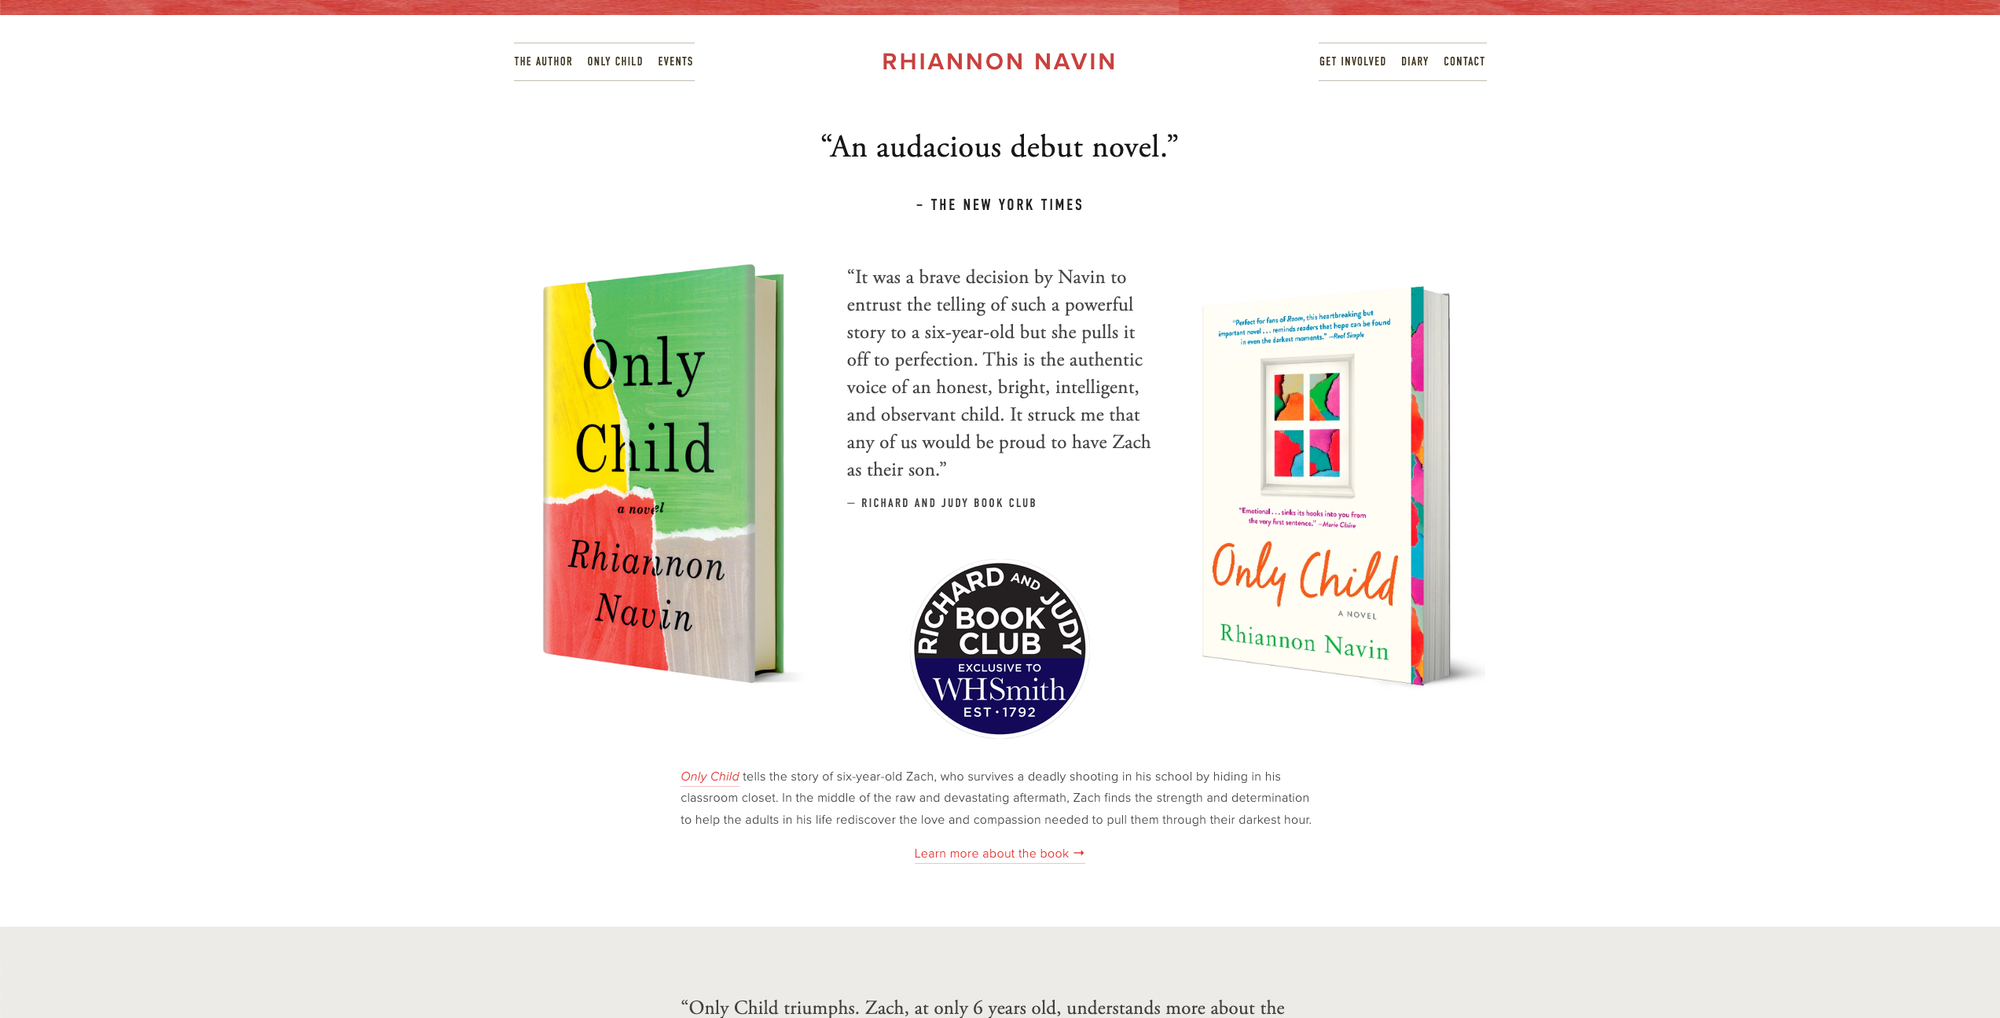 THE AUTHOR ONLY CHILD EVENTS
RHIANNON NAVIN
GET INVOLVED DIARY CONTACT
“An audacious debut novel.”
– THE NEW YORK TIMES
Only
Child
a novel
Rhiannon
Navin
“It was a brave decision by Navin to
entrust the telling of such a powerful
story to a six-year-old but she pulls it
off to perfection. This is the authentic
voice of an honest, bright, intelligent,
and observant child. It struck me that
any of us would be proud to have Zach
as their son.”
— RICHARD AND JUDY BOOK CLUB
RICHARD AND JUDY
BOOK
CLUB
EXCLUSIVE TO
WHSmith
EST • 1792
“Perfect for fans of Room, this heartbreaking but
important novel . . . reminds readers that hope can be found
in even the darkest moments.” —Real Simple
“Emotional . . . sinks its hooks into you from
the very first sentence.” —Marie Claire
Only Child
A NOVEL
Rhiannon Navin
Only Child tells the story of six-year-old Zach, who survives a deadly shooting in his school by hiding in his
classroom closet. In the middle of the raw and devastating aftermath, Zach finds the strength and determination
to help the adults in his life rediscover the love and compassion needed to pull them through their darkest hour.
Learn more about the book →
“Only Child triumphs. Zach, at only 6 years old, understands more about the